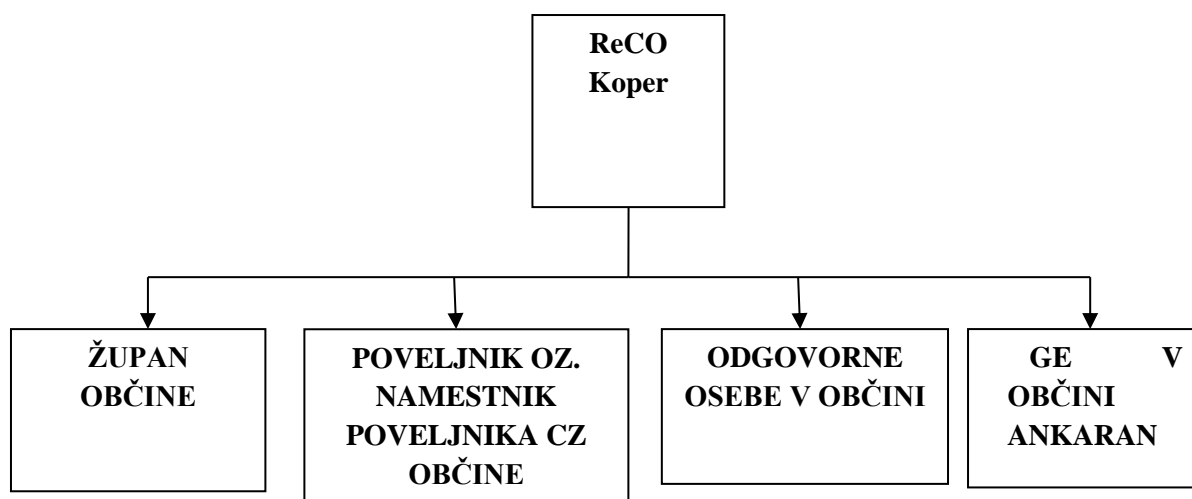 ReCO
Koper
ŽUPAN
OBČINE
POVELJNIK OZ.
NAMESTNIK
POVELJNIKA CZ
OBČINE
ODGOVORNE
OSEBE V OBČINI
GE V
OBČINI
ANKARAN